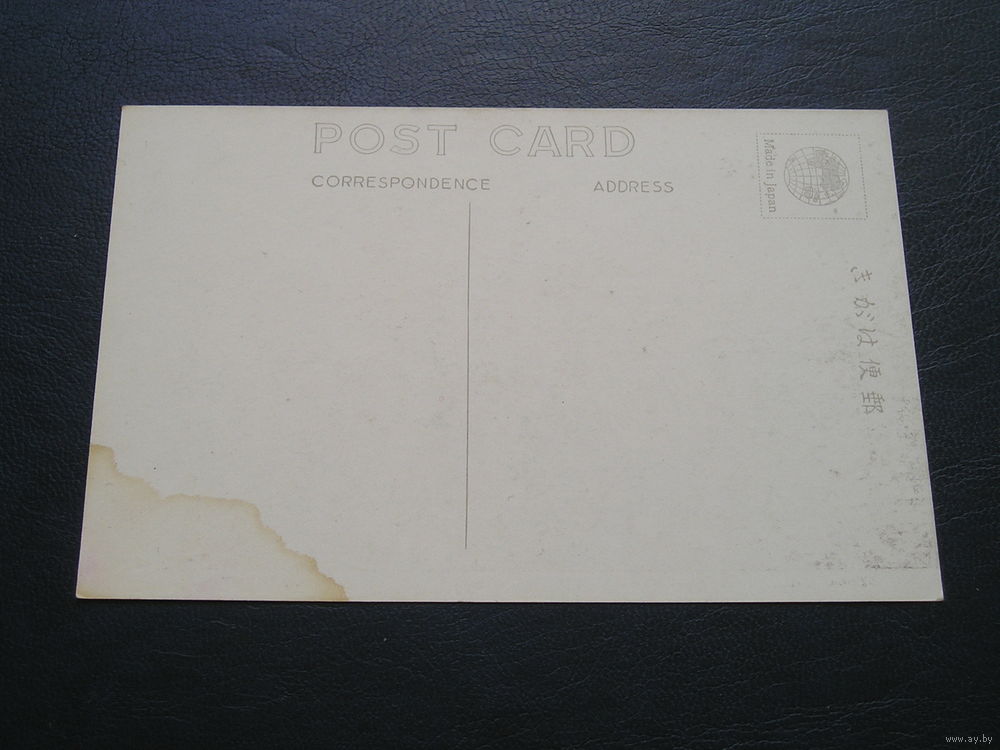 POST CARD
CORRESPONDENCE
ADDRESS
Made in Japan
郵便はがき
www.ay.by